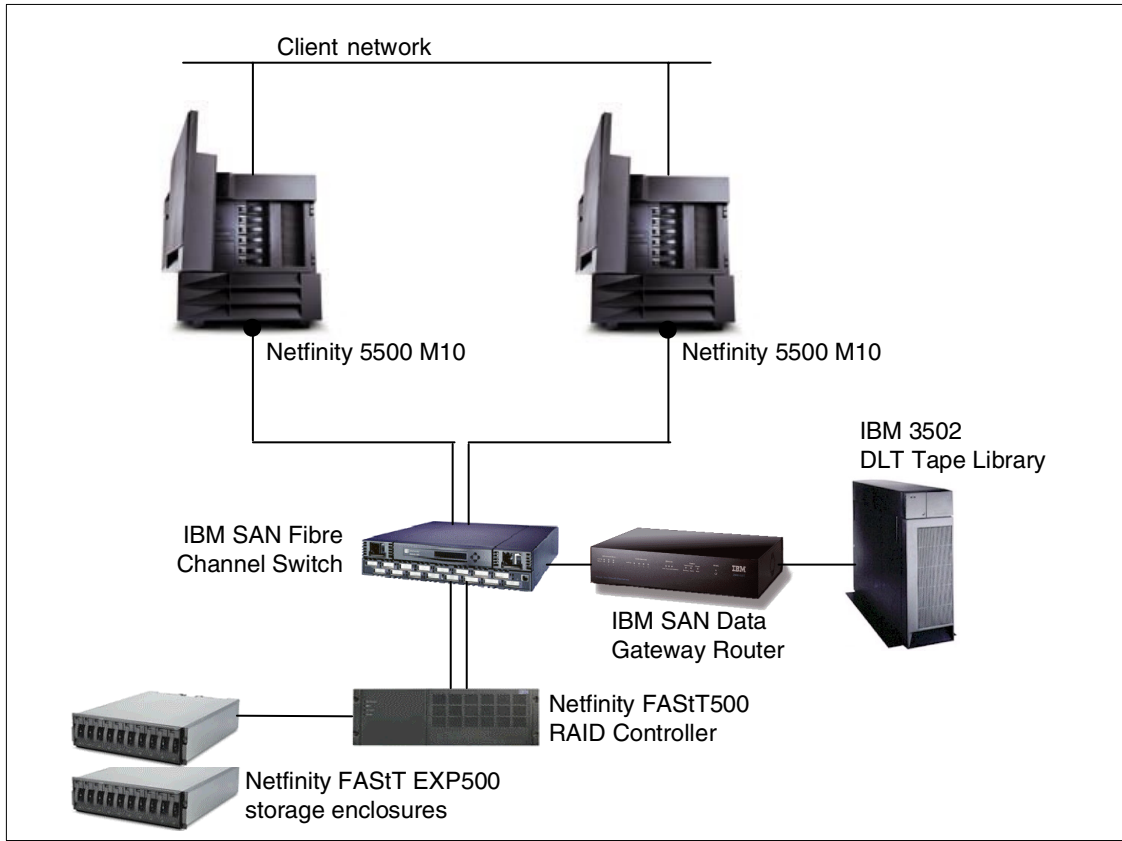 Client network
Netfinity 5500 M10
Netfinity 5500 M10
IBM 3502
DLT Tape Library
IBM SAN Fibre
Channel Switch
IBM
IBM SAN Data
Gateway Router
Netfinity FAStT500
RAID Controller
Netfinity FAStT EXP500
storage enclosures